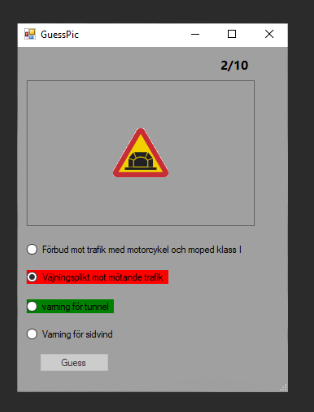 GuessPic
2/10
Förbud mot trafik med motorcykel och moped klass I
Väjningsplikt mot mötande trafik
varning för tunnel
Varning för sidvind
Guess